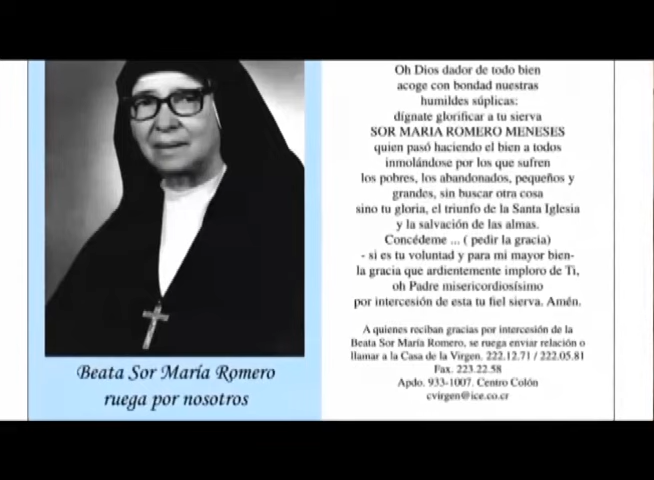 Beata Sor María Romero
ruega por nosotros
Oh Dios dador de todo bien
acoge con bondad nuestras
humildes súplicas:
dígnate glorificar a tu sierva
SOR MARIA ROMERO MENESES
quien pasó haciendo el bien a todos
inmolándose por los que sufren
los pobres, los abandonados, pequeños y
grandes, sin buscar otra cosa
sino tu gloria, el triunfo de la Santa Iglesia
y la salvación de las almas.
Concédeme ... ( pedir la gracia)
- si es tu voluntad y para mi mayor bien-
la gracia que ardientemente imploro de Ti,
oh Padre misericordiosísimo
por intercesión de esta tu fiel sierva. Amén.
A quienes reciban gracias por intercesión de la
Beata Sor María Romero, se ruega enviar relación o
llamar a la Casa de la Virgen. 222.12.71 / 222.05.81
Fax. 223.22.58
Apdo. 933-1007. Centro Colón
cvirgen@ice.co.cr